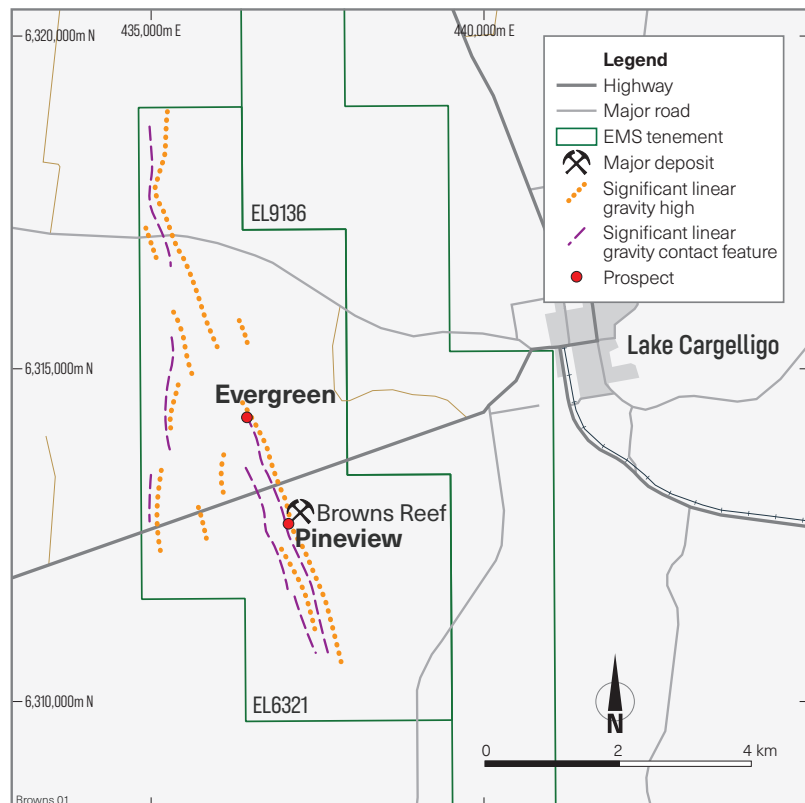 435,000m E
440,000m E
6,320,000m N
Legend
Highway
Major road
EMS tenement
Major deposit
Significant linear
gravity high
Significant linear
gravity contact feature
Prospect
EL9136
Lake Cargelligo
6,315,000m N
Evergreen
Browns Reef
Pineview
6,310,000m N
EL6321
N
0 2 4 km
Browns 01